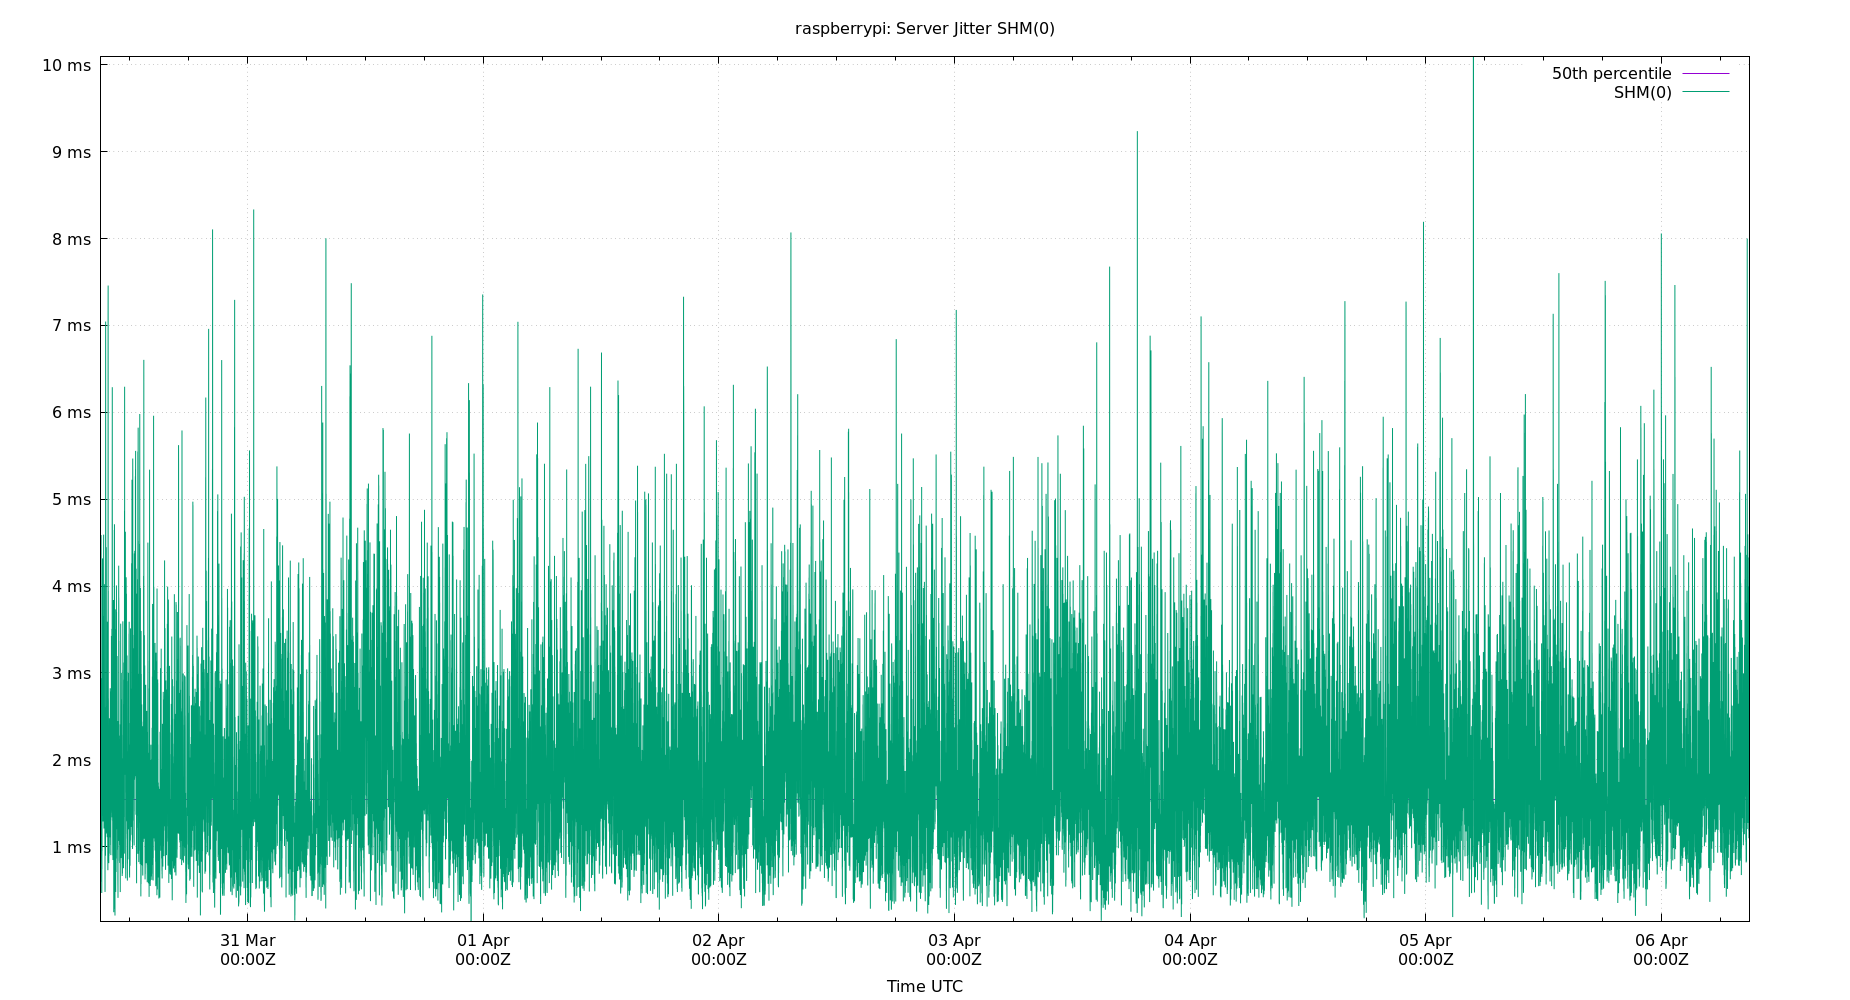 raspberrypi: Server Jitter SHM(0)
10 ms
9 ms
8 ms
7 ms
6 ms
5 ms
4 ms
3 ms
2 ms
1 ms
50th percentile
SHM(0)
31 Mar 01 Apr 02 Apr 03 Apr 04 Apr 05 Apr 06 Apr
00:00Z 00:00Z 00:00Z 00:00Z 00:00Z 00:00Z 00:00Z
Time UTC